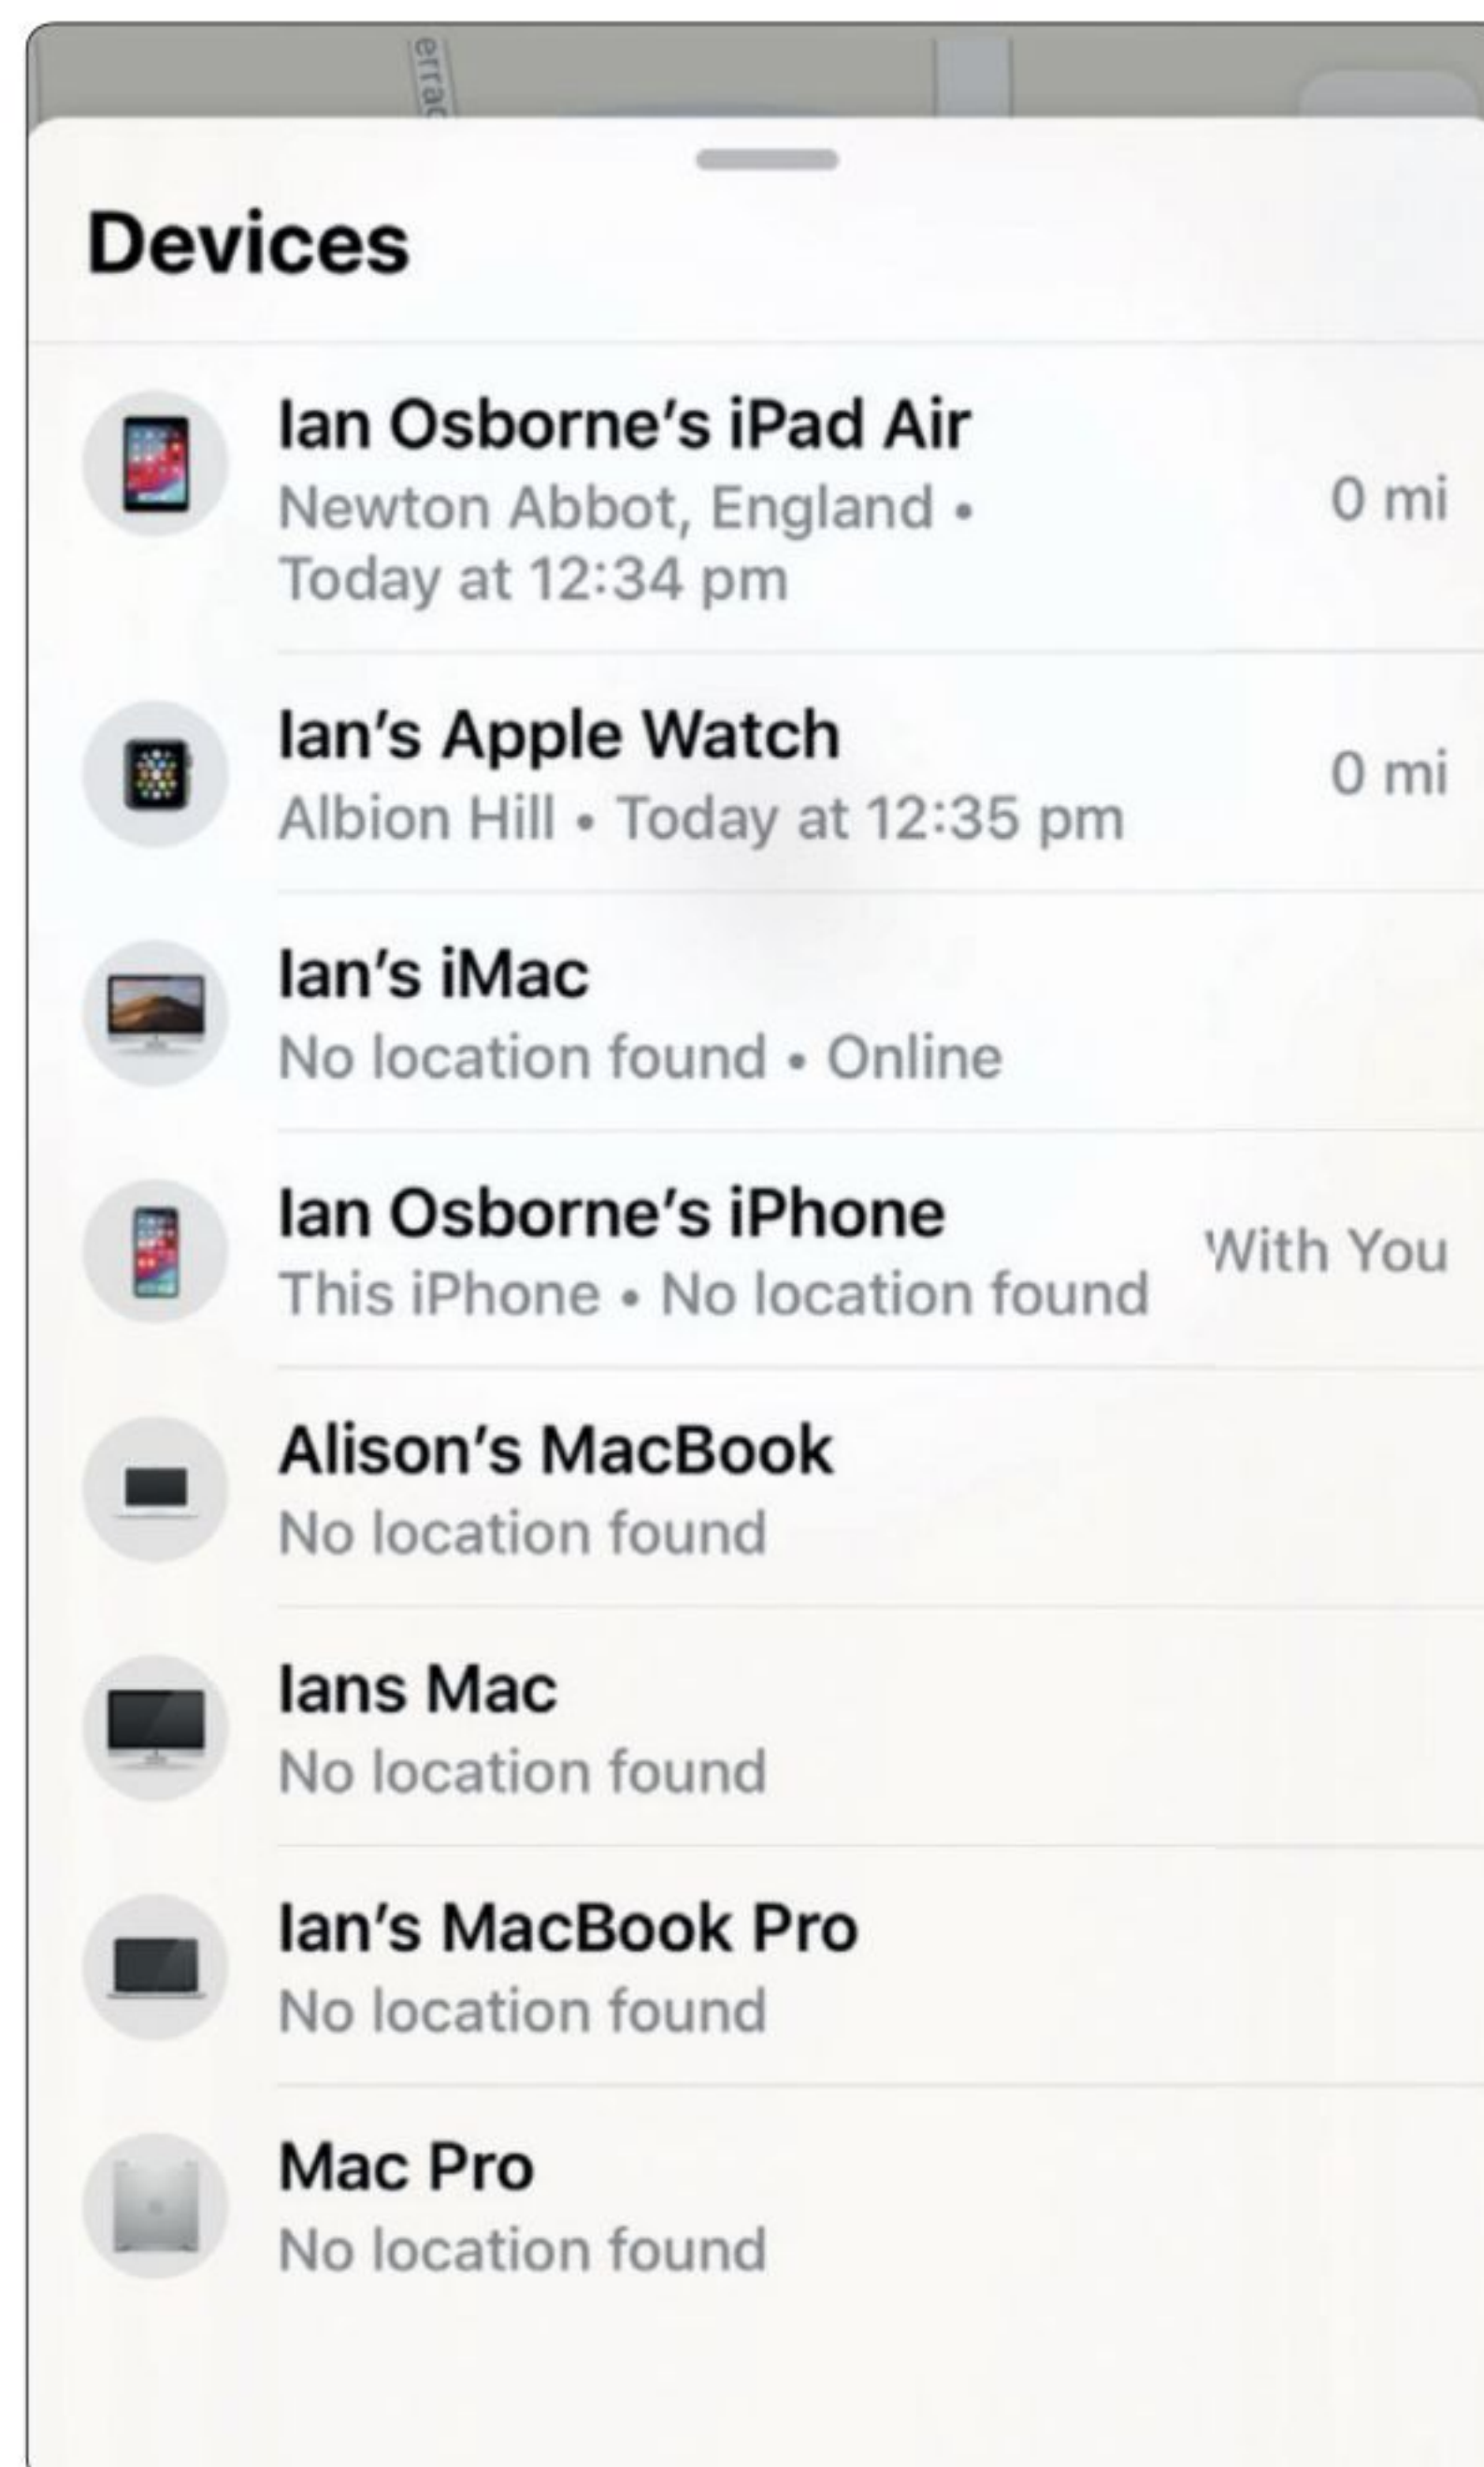 errac
Devices
Ian Osborne’s iPad Air
Newton Abbot, England •
Today at 12:34 pm
0 mi
Ian’s Apple Watch
Albion Hill • Today at 12:35 pm
0 mi
Ian’s iMac
No location found • Online
Ian Osborne’s iPhone
This iPhone • No location found
With You
Alison’s MacBook
No location found
Ians Mac
No location found
Ian’s MacBook Pro
No location found
Mac Pro
No location found